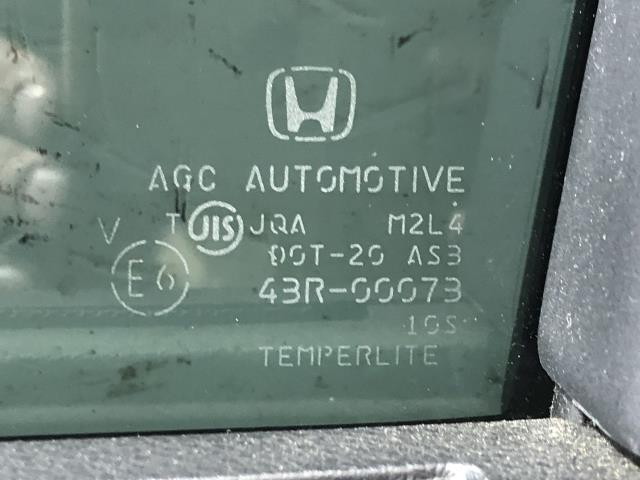 AGC AUTOMOTIVE
V T JIS JQA M2L4
DOT-20 AS3
E6 43R-00073
10S
TEMPERLITE